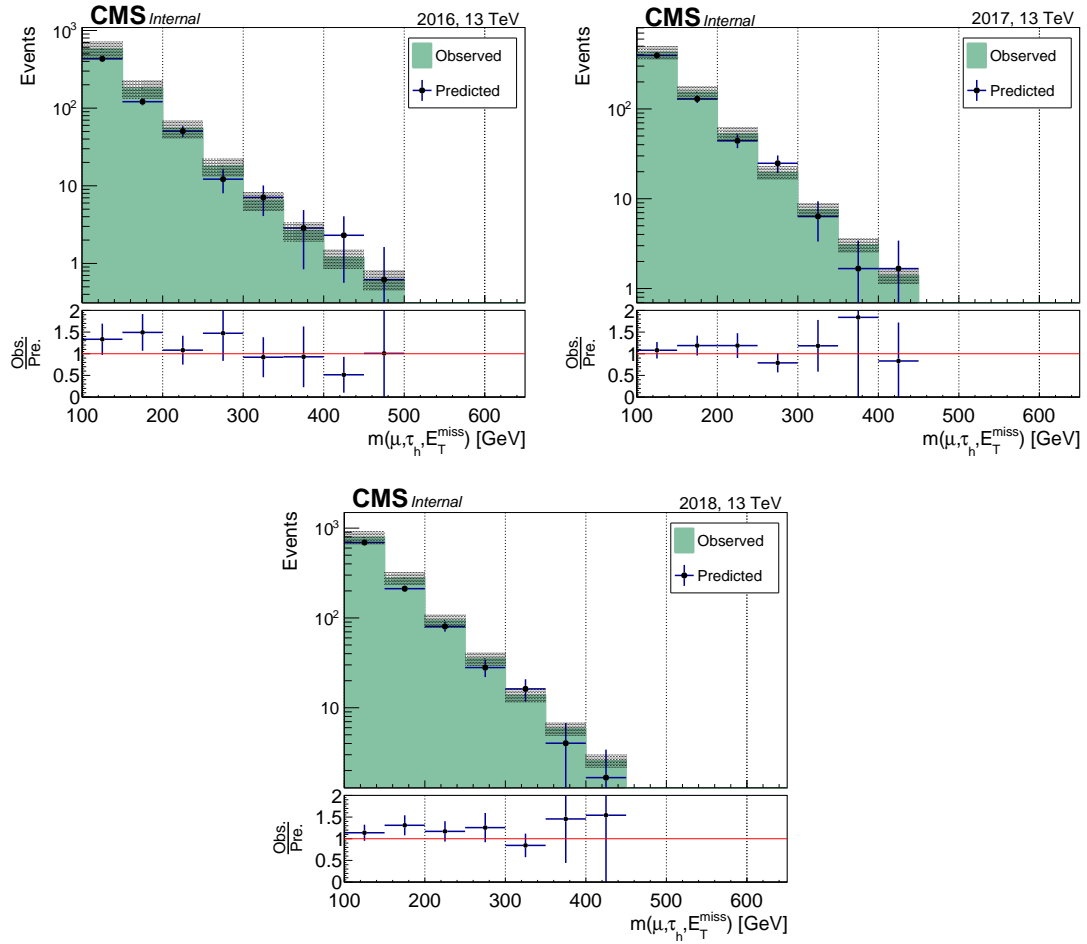 CMS Internal 2016, 13 TeV
Events
10³
10²
10
1
Observed
Predicted
Obs.
Pre.
2
1.5
1
0.5
0
100 200 300 400 500 600
m(μ,τ_h,E_T^miss) [GeV]
CMS Internal 2017, 13 TeV
Events
10²
10
1
Observed
Predicted
Obs.
Pre.
2
1.5
1
0.5
0
100 200 300 400 500 600
m(μ,τ_h,E_T^miss) [GeV]
CMS Internal 2018, 13 TeV
Events
10³
10²
10
Observed
Predicted
Obs.
Pre.
2
1.5
1
0.5
0
100 200 300 400 500 600
m(μ,τ_h,E_T^miss) [GeV]